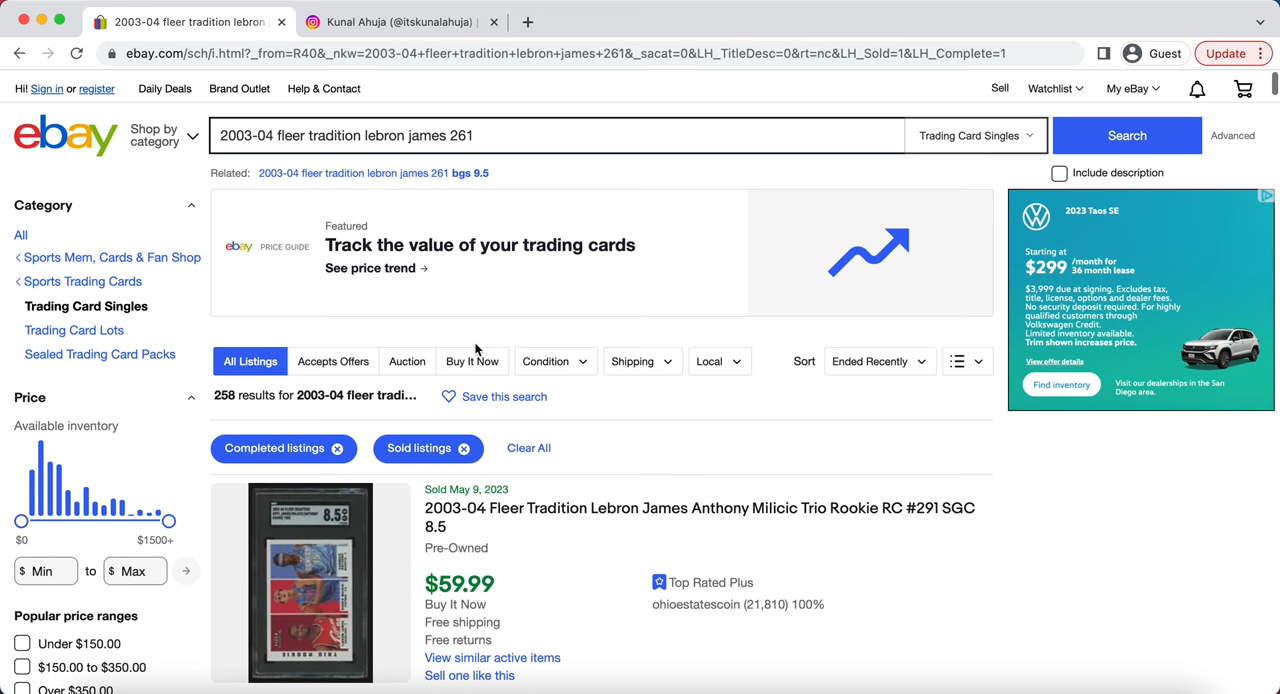 2003-04 fleer tradition lebron
Kunal Ahuja (@itskunalahuja) |
ebay.com/sch/i.html?_from=R40&_nkw=2003-04+fleer+tradition+lebron+james+261&_sacat=0&LH_TitleDesc=0&rt=nc&LH_Sold=1&LH_Complete=1
Guest
Update
Hi! Sign in or register
Daily Deals
Brand Outlet
Help & Contact
Sell
Watchlist
My eBay
ebay
Shop by
category
2003-04 fleer tradition lebron james 261
Trading Card Singles
Search
Advanced
Related: 2003-04 fleer tradition lebron james 261 bgs 9.5
Include description
Category
All
Sports Mem, Cards & Fan Shop
Sports Trading Cards
Trading Card Singles
Trading Card Lots
Sealed Trading Card Packs
Price
Available inventory
$0
$1500+
$ Min
to
$ Max
Popular price ranges
Under $150.00
$150.00 to $350.00
Over $350.00
ebay PRICE GUIDE
Featured
Track the value of your trading cards
See price trend →
All Listings
Accepts Offers
Auction
Buy It Now
Condition
Shipping
Local
Sort
Ended Recently
258 results for 2003-04 fleer tradi...
Save this search
Completed listings
Sold listings
Clear All
8.5
Sold May 9, 2023
2003-04 Fleer Tradition Lebron James Anthony Milicic Trio Rookie RC #291 SGC
8.5
Pre-Owned
$59.99
Buy It Now
Free shipping
Free returns
View similar active items
Sell one like this
Top Rated Plus
ohioestatescoin (21,810) 100%
2023 Taos SE
Starting at
$299 /month for
36 month lease
$3,999 due at signing. Excludes tax,
title, license, options and dealer fees.
No security deposit required. For highly
qualified customers through
Volkswagen Credit.
Limited inventory available.
Trim shown increases price.
View offer details
Find inventory
Visit our dealerships in the San
Diego area.